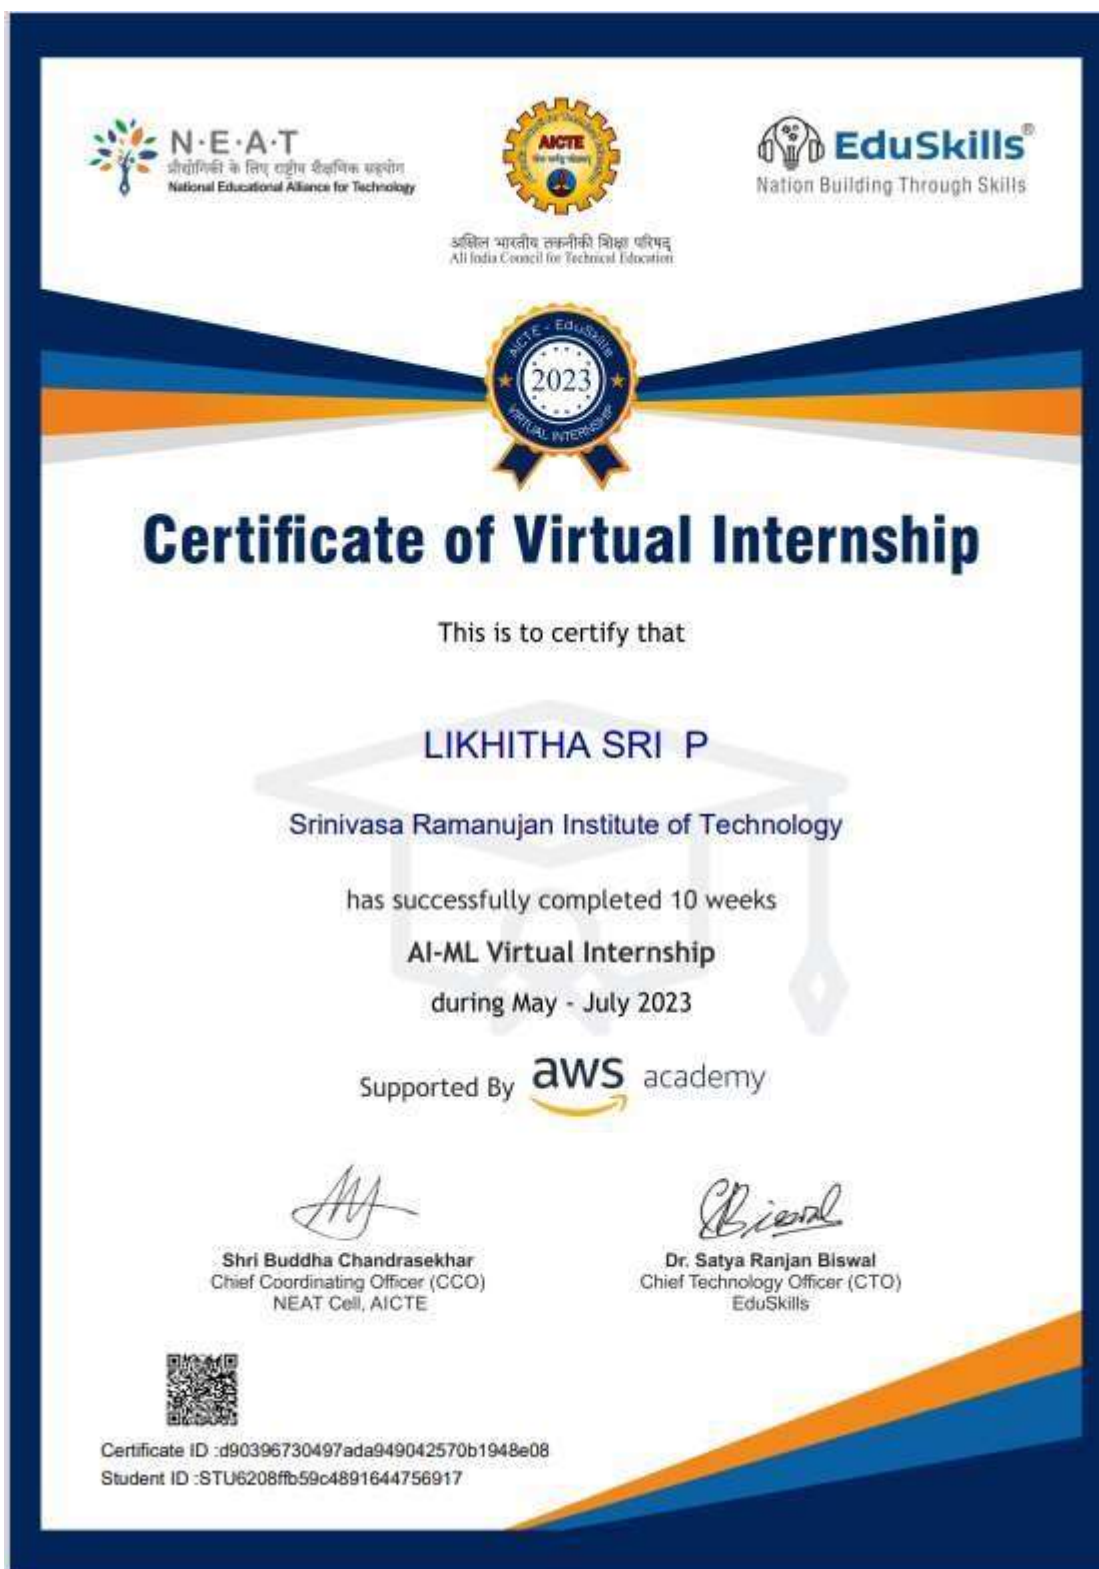 N·E·A·T
प्रौद्योगिकी के लिए राष्ट्रीय शैक्षणिक सहयोग
National Educational Alliance for Technology
AICTE
अखिल भारतीय तकनीकी शिक्षा परिषद्
All India Council for Technical Education
EduSkills®
Nation Building Through Skills
AICTE - EduSkills
2023
VIRTUAL INTERNSHIP
Certificate of Virtual Internship
This is to certify that
LIKHITHA SRI P
Srinivasa Ramanujan Institute of Technology
has successfully completed 10 weeks
AI-ML Virtual Internship
during May - July 2023
Supported By aws academy
Shri Buddha Chandrasekhar
Chief Coordinating Officer (CCO)
NEAT Cell, AICTE
Dr. Satya Ranjan Biswal
Chief Technology Officer (CTO)
EduSkills
Certificate ID :d90396730497ada949042570b1948e08
Student ID :STU6208ffb59c4891644756917